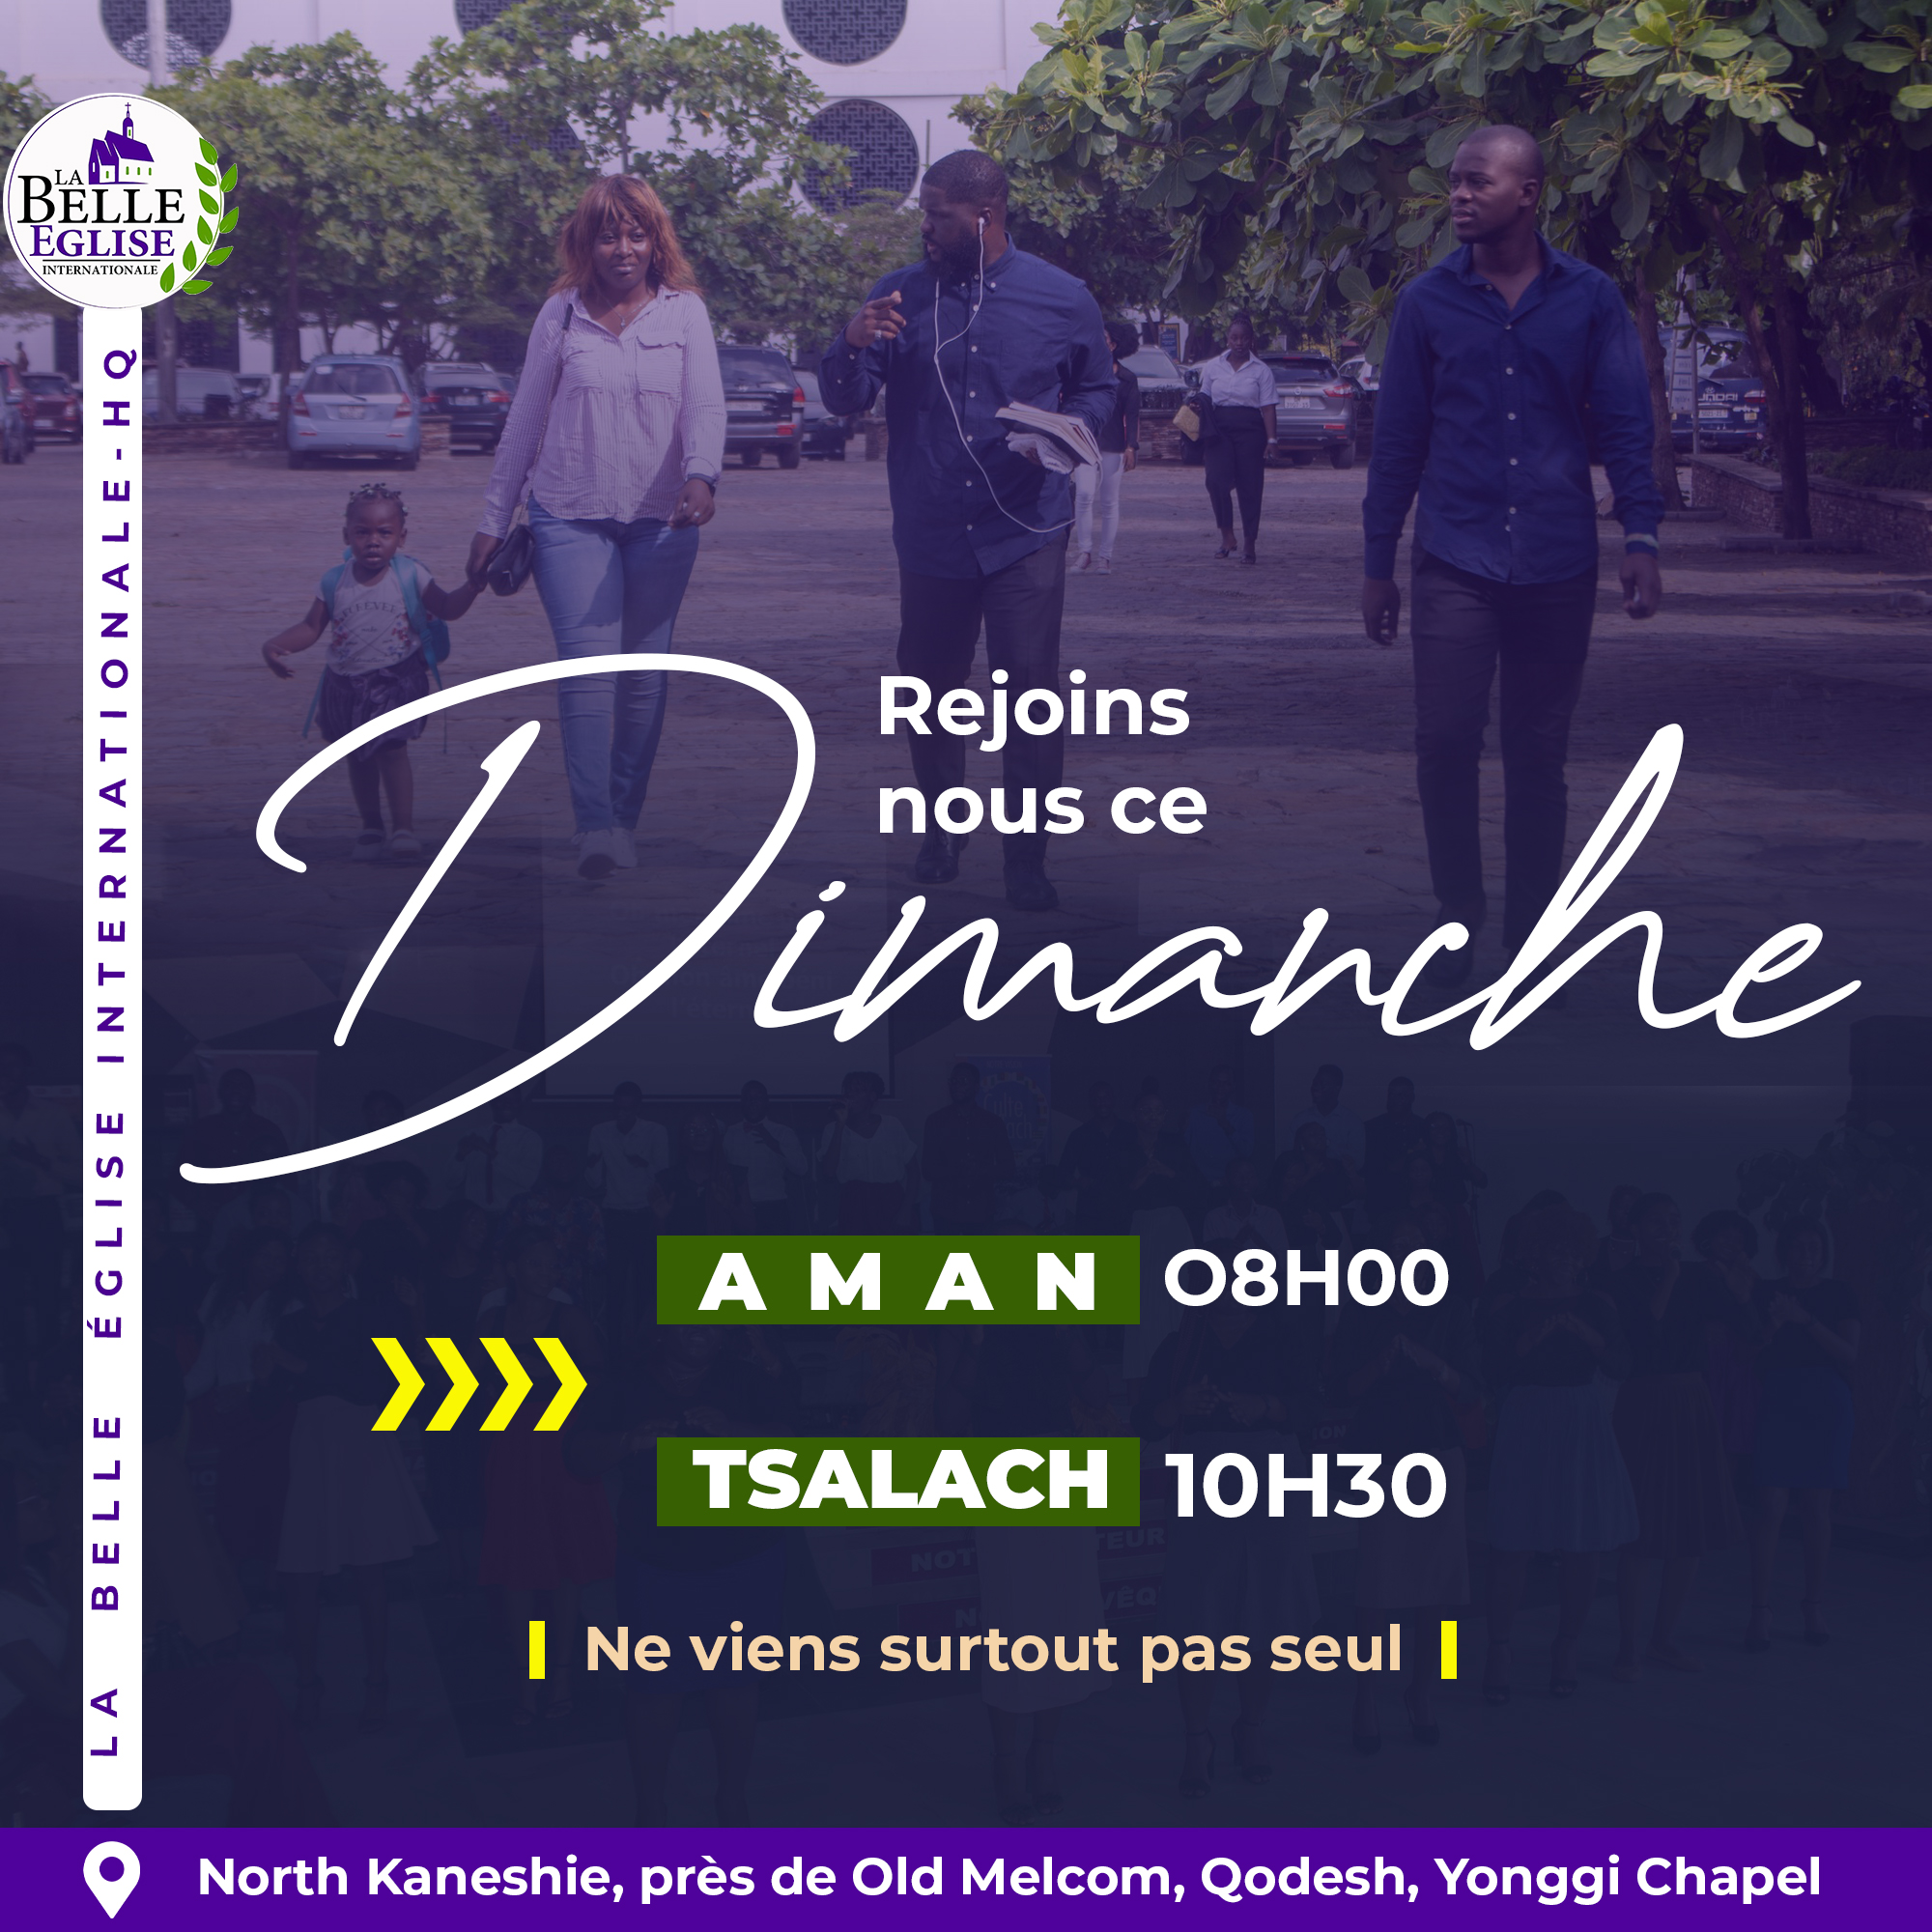 LA
BELLE
EGLISE
INTERNATIONALE
LA BELLE ÉGLISE INTERNATIONALE-HQ
Rejoins
nous ce
Dimanche
AMAN O8H00
TSALACH 10H30
Ne viens surtout pas seul
North Kaneshie, près de Old Melcom, Qodesh, Yonggi Chapel